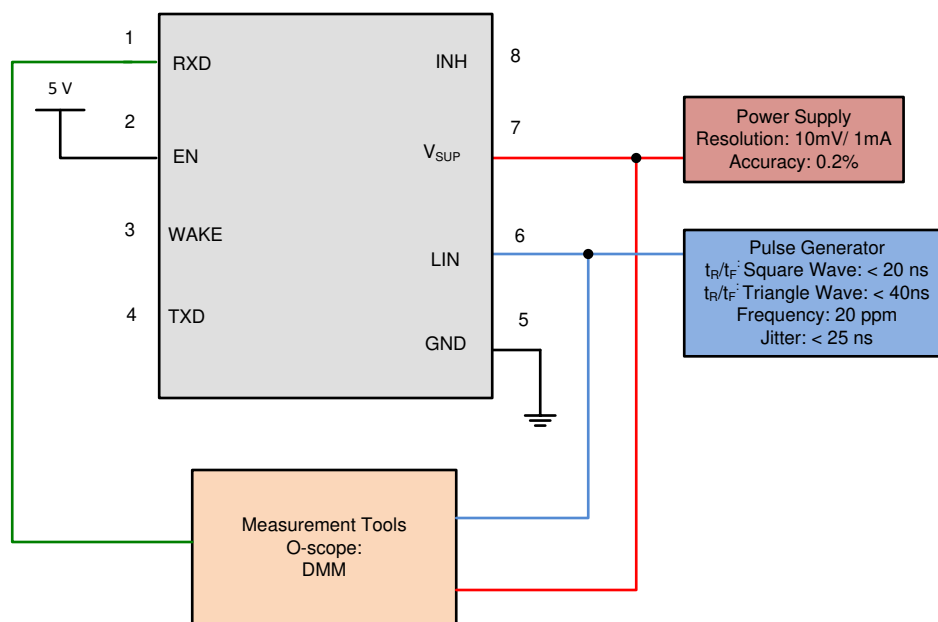 1
RXD
INH
8
5 V
2
EN
7
VSUP
Power Supply
Resolution: 10mV/ 1mA
Accuracy: 0.2%
3
WAKE
6
LIN
Pulse Generator
tR/tF: Square Wave: < 20 ns
tR/tF: Triangle Wave: < 40ns
Frequency: 20 ppm
Jitter: < 25 ns
4
TXD
5
GND
Measurement Tools
O-scope:
DMM